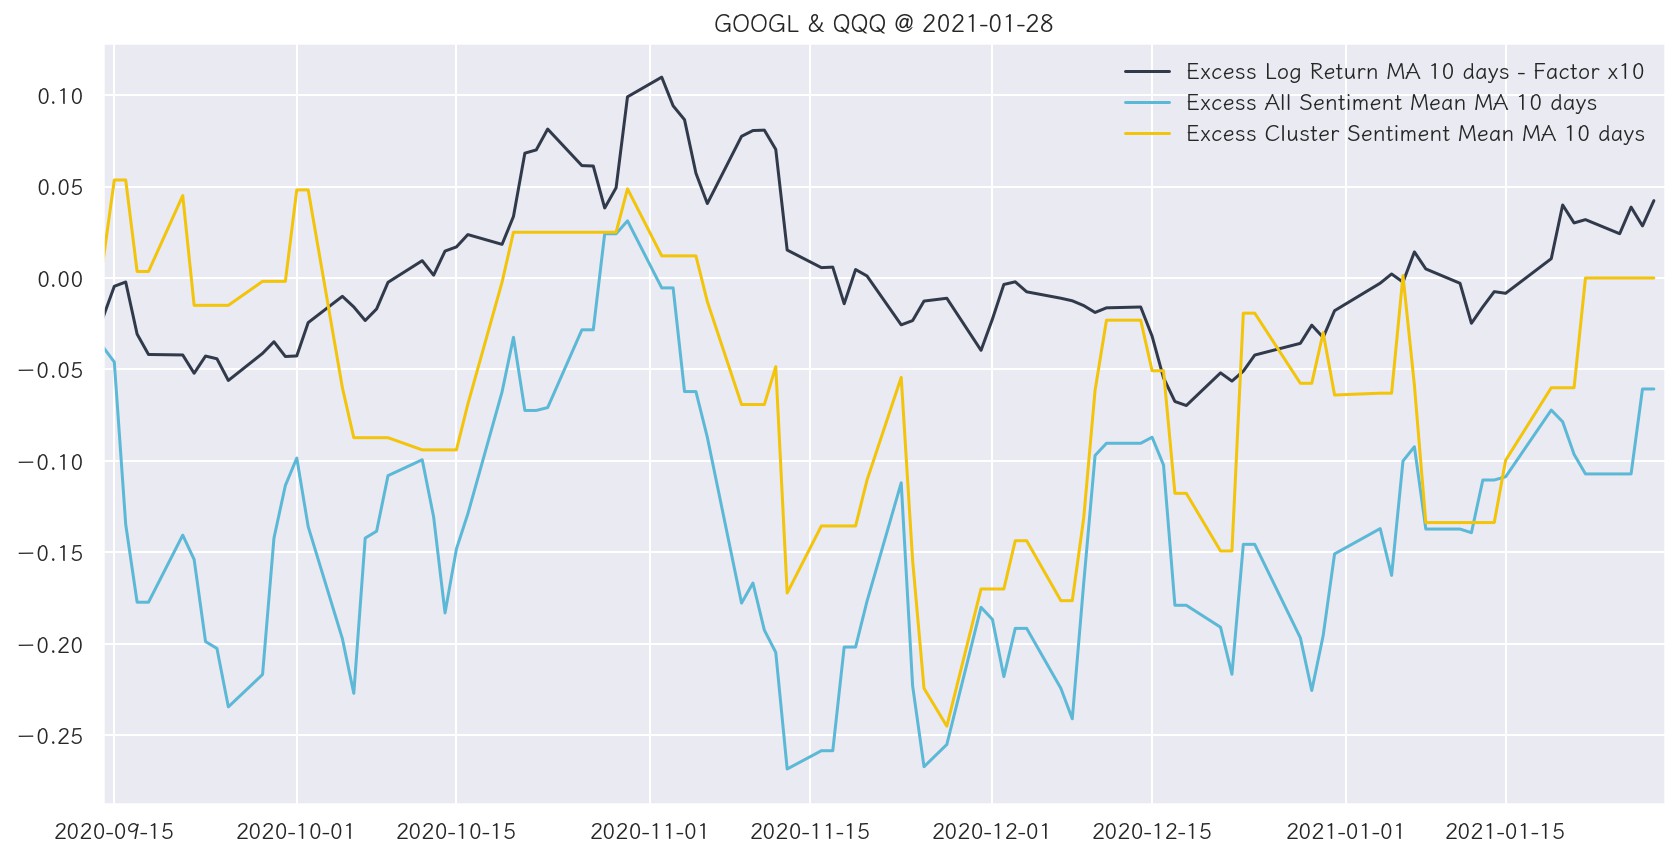 GOOGL & QQQ @ 2021-01-28
Excess Log Return MA 10 days - Factor x10
Excess All Sentiment Mean MA 10 days
Excess Cluster Sentiment Mean MA 10 days
0.10
0.05
0.00
−0.05
−0.10
−0.15
−0.20
−0.25
2020-09-15 2020-10-01 2020-10-15 2020-11-01 2020-11-15 2020-12-01 2020-12-15 2021-01-01 2021-01-15